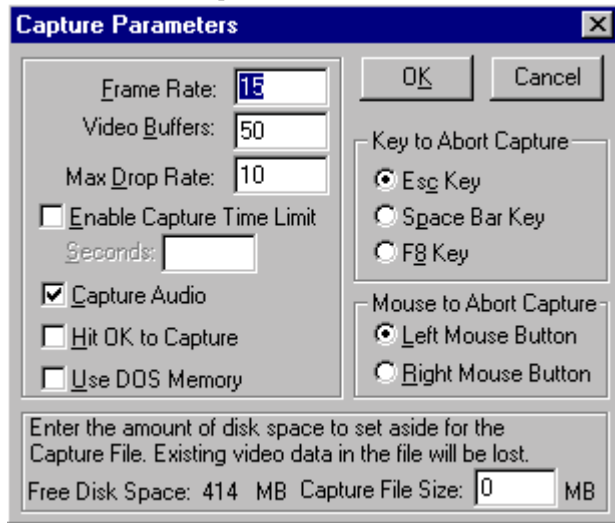 Capture Parameters
Frame Rate: 15
Video Buffers: 50
Max Drop Rate: 10
Enable Capture Time Limit
Seconds:
Capture Audio
Hit OK to Capture
Use DOS Memory
OK Cancel
Key to Abort Capture
Esc Key
Space Bar Key
F8 Key
Mouse to Abort Capture
Left Mouse Button
Right Mouse Button
Enter the amount of disk space to set aside for the
Capture File. Existing video data in the file will be lost.
Free Disk Space: 414 MB Capture File Size: 0 MB